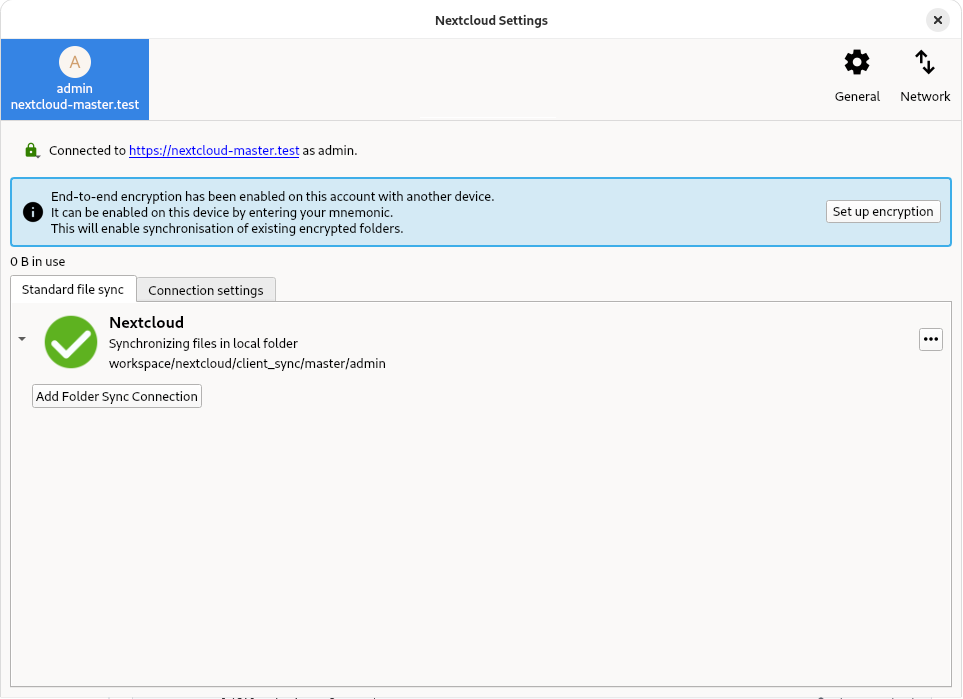 Nextcloud Settings
A
admin
nextcloud-master.test
General
Network
Connected to https://nextcloud-master.test as admin.
End-to-end encryption has been enabled on this account with another device.
It can be enabled on this device by entering your mnemonic.
This will enable synchronisation of existing encrypted folders.
Set up encryption
0 B in use
Standard file sync
Connection settings
Nextcloud
Synchronizing files in local folder
workspace/nextcloud/client_sync/master/admin
Add Folder Sync Connection